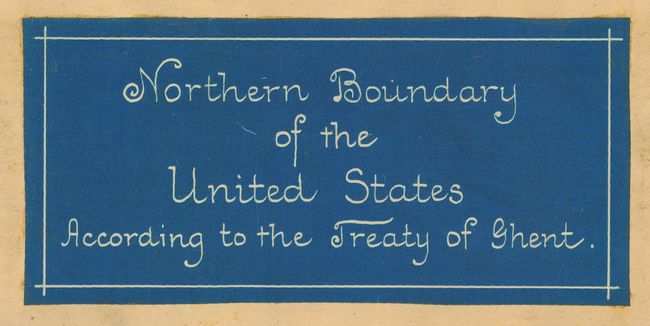 Northern Boundary
of the
United States
According to the Treaty of Ghent.